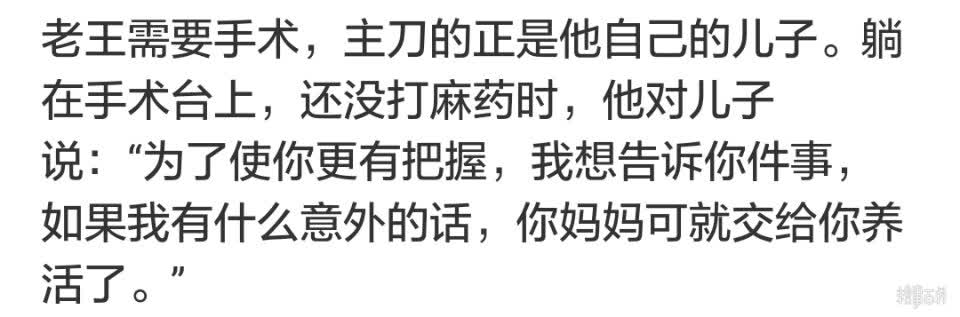 老王需要手术，主刀的正是他自己的儿子。躺
在手术台上，还没打麻药时，他对儿子
说：“为了使你更有把握，我想告诉你件事，
如果我有什么意外的话，你妈妈可就交给你养
活了。”